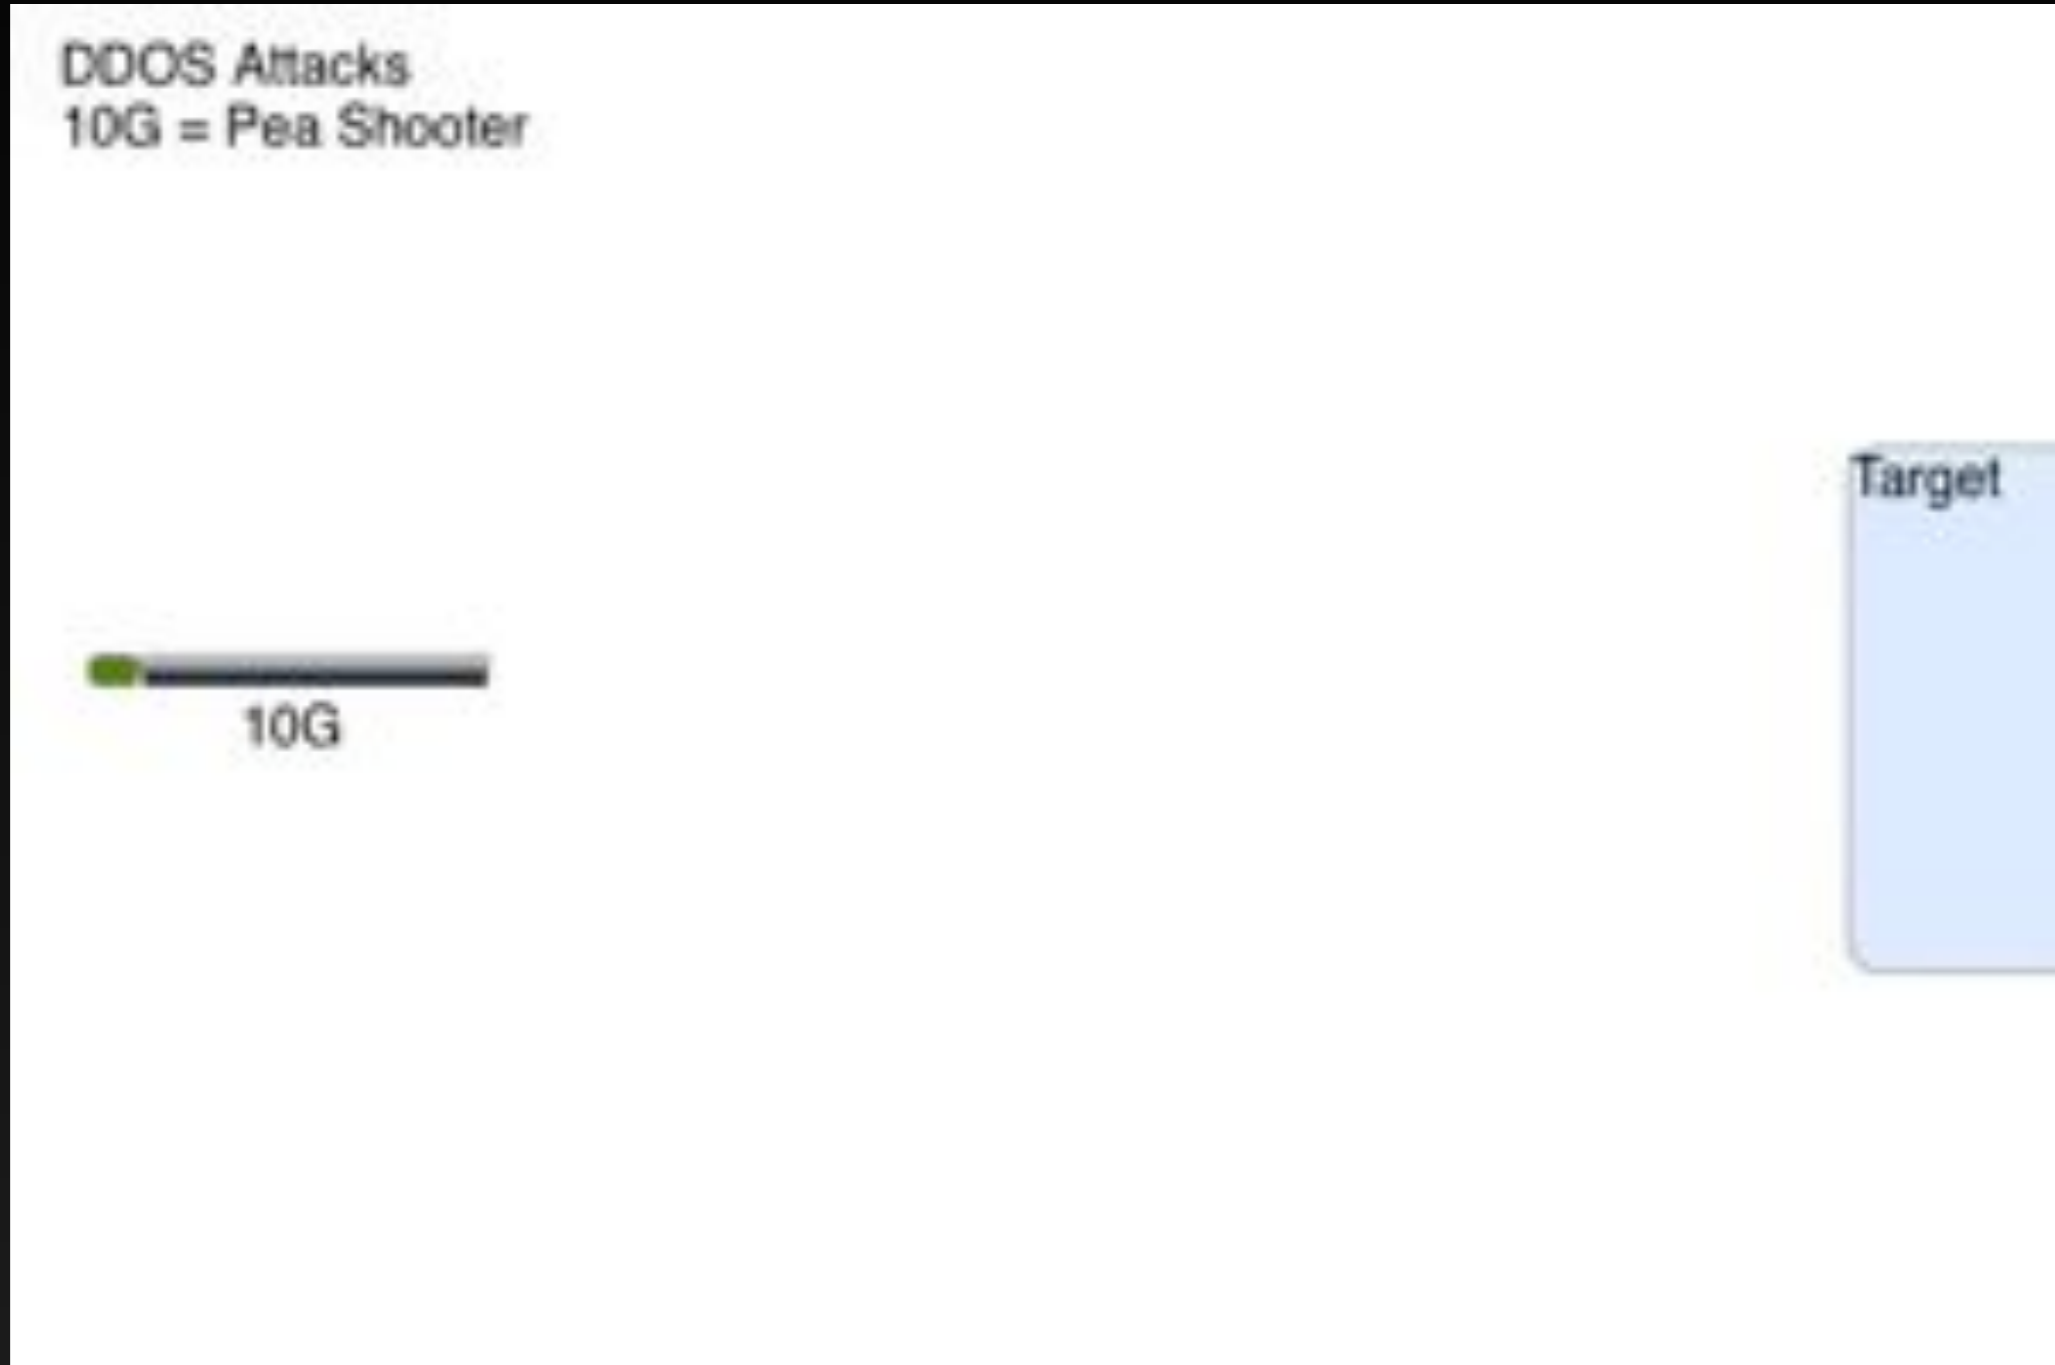 DDOS Attacks
10G = Pea Shooter
Target
10G